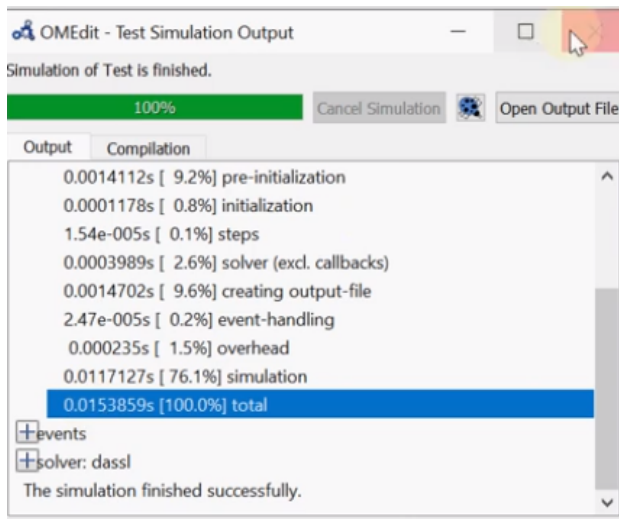 OMEdit - Test Simulation Output
Simulation of Test is finished.
100% Cancel Simulation Open Output File
Output Compilation
0.0014112s [ 9.2%] pre-initialization
0.0001178s [ 0.8%] initialization
1.54e-005s [ 0.1%] steps
0.0003989s [ 2.6%] solver (excl. callbacks)
0.0014702s [ 9.6%] creating output-file
2.47e-005s [ 0.2%] event-handling
0.000235s [ 1.5%] overhead
0.0117127s [ 76.1%] simulation
0.0153859s [100.0%] total
events
solver: dassl
The simulation finished successfully.